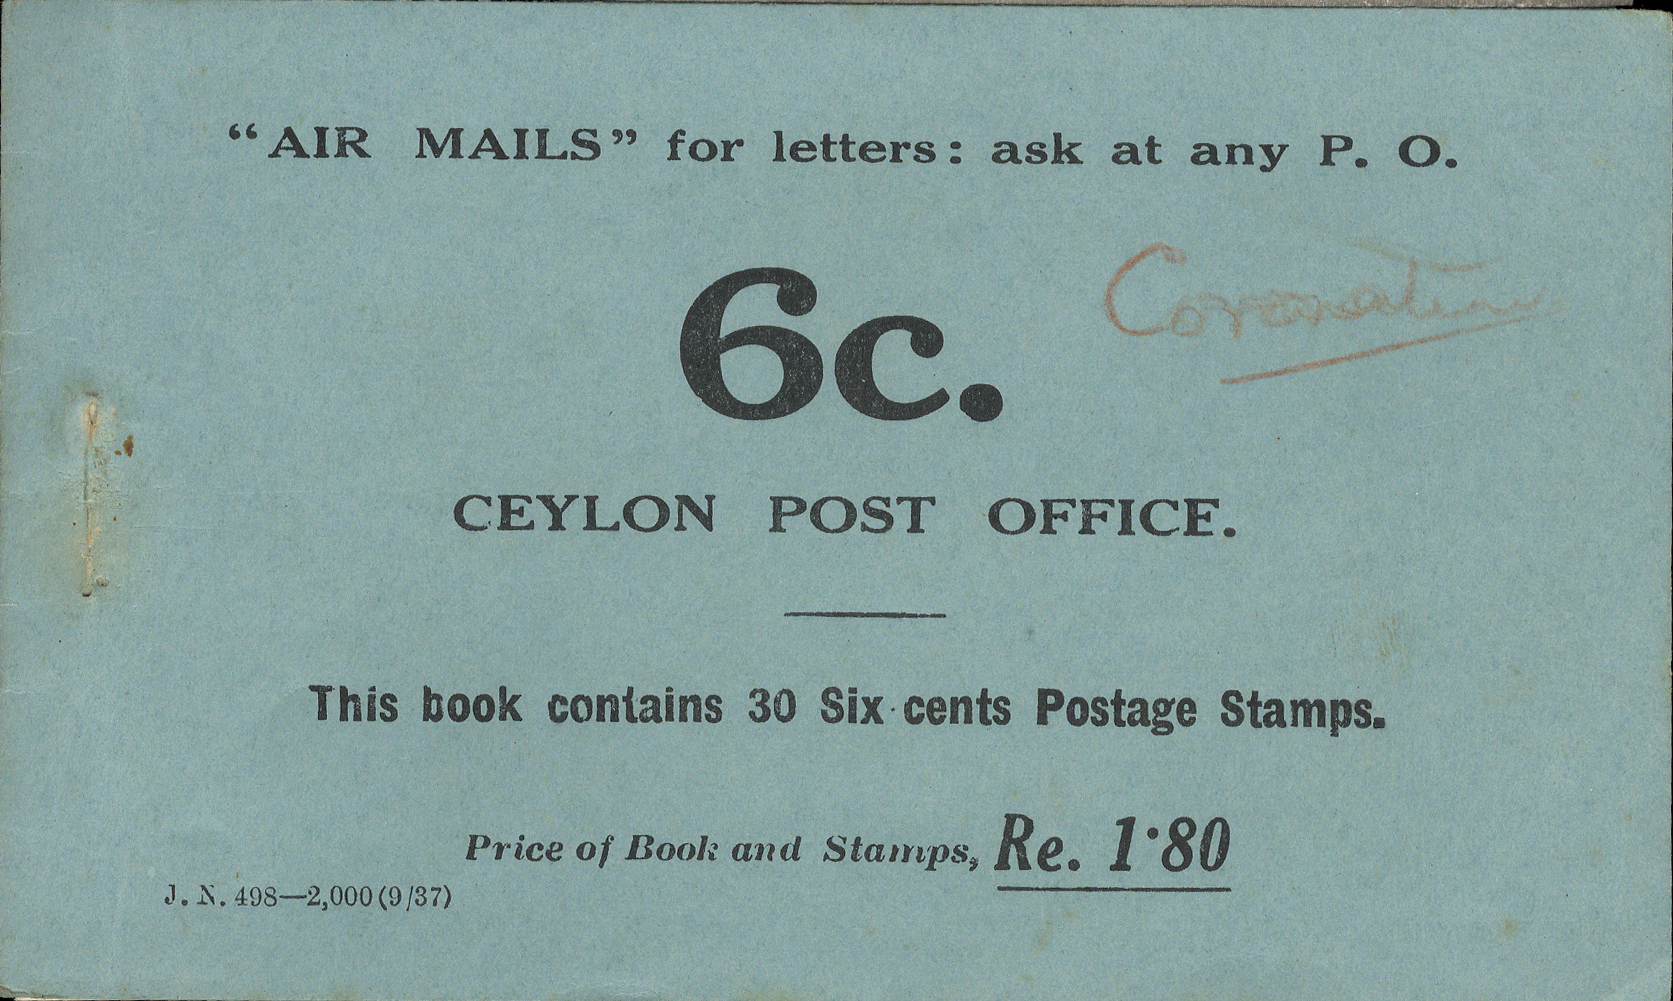 “AIR MAILS” for letters: ask at any P. O.
Coronation
6c.
CEYLON POST OFFICE.
This book contains 30 Six cents Postage Stamps.
Price of Book and Stamps, Re. 1·80
J. N. 498—2,000 (9/37)